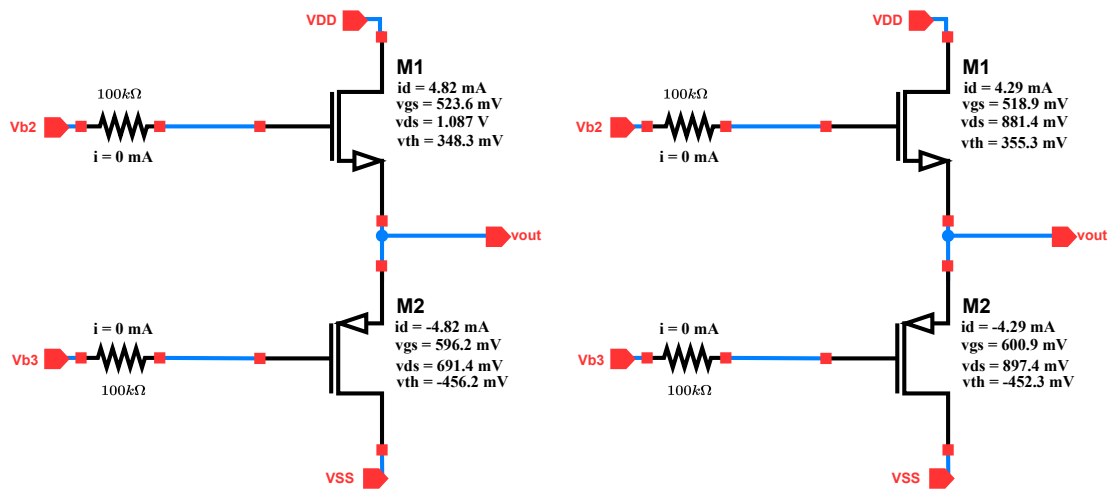 VDD
M1
id = 4.82 mA
vgs = 523.6 mV
vds = 1.087 V
vth = 348.3 mV
100kΩ
Vb2
i = 0 mA
vout
M2
id = -4.82 mA
vgs = 596.2 mV
vds = 691.4 mV
vth = -456.2 mV
i = 0 mA
Vb3
100kΩ
VSS
VDD
M1
id = 4.29 mA
vgs = 518.9 mV
vds = 881.4 mV
vth = 355.3 mV
100kΩ
Vb2
i = 0 mA
vout
M2
id = -4.29 mA
vgs = 600.9 mV
vds = 897.4 mV
vth = -452.3 mV
i = 0 mA
Vb3
100kΩ
VSS